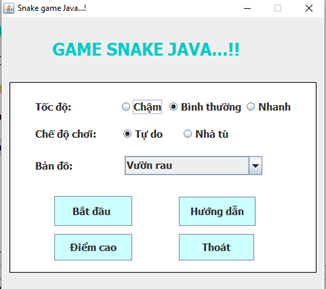 Snake game Java...!
GAME SNAKE JAVA...!!
Tốc độ: Chậm Bình thường Nhanh
Chế độ chơi: Tự do Nhà tù
Bản đồ: Vườn rau
Bắt đầu Hướng dẫn
Điểm cao Thoát